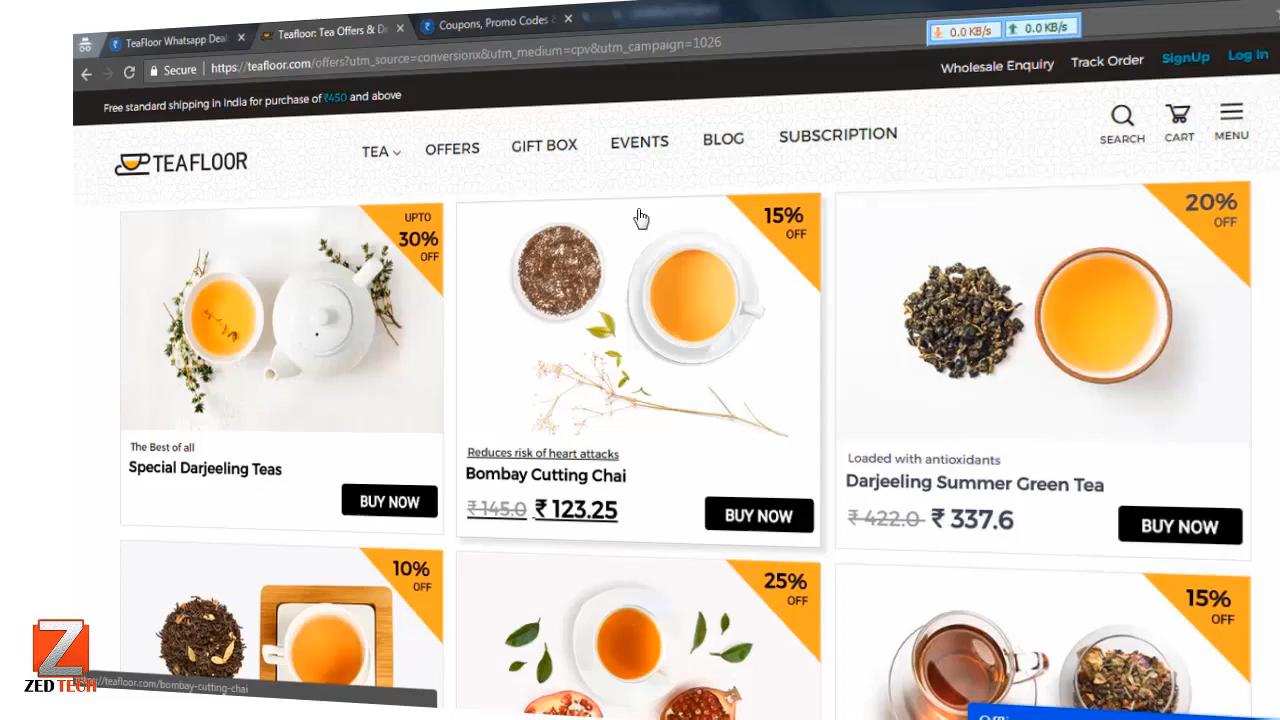 TeaFloor Whatsapp Deal
Teafloor: Tea Offers & D
Coupons, Promo Codes &
Secure
https://teafloor.com/offers?utm_source=conversionx&utm_medium=cpv&utm_campaign=1026
0.0 KB/s
0.0 KB/s
Free standard shipping in India for purchase of ₹450 and above
Wholesale Enquiry
Track Order
SignUp
Log In
TEAFLOOR
TEA
OFFERS
GIFT BOX
EVENTS
BLOG
SUBSCRIPTION
SEARCH
CART
MENU
UPTO
30%
OFF
The Best of all
Special Darjeeling Teas
BUY NOW
15%
OFF
Reduces risk of heart attacks
Bombay Cutting Chai
₹ 145.0 ₹ 123.25
BUY NOW
20%
OFF
Loaded with antioxidants
Darjeeling Summer Green Tea
₹ 422.0 ₹ 337.6
BUY NOW
10%
OFF
25%
OFF
15%
OFF
Z
ZED TECH
://teafloor.com/bombay-cutting-chai